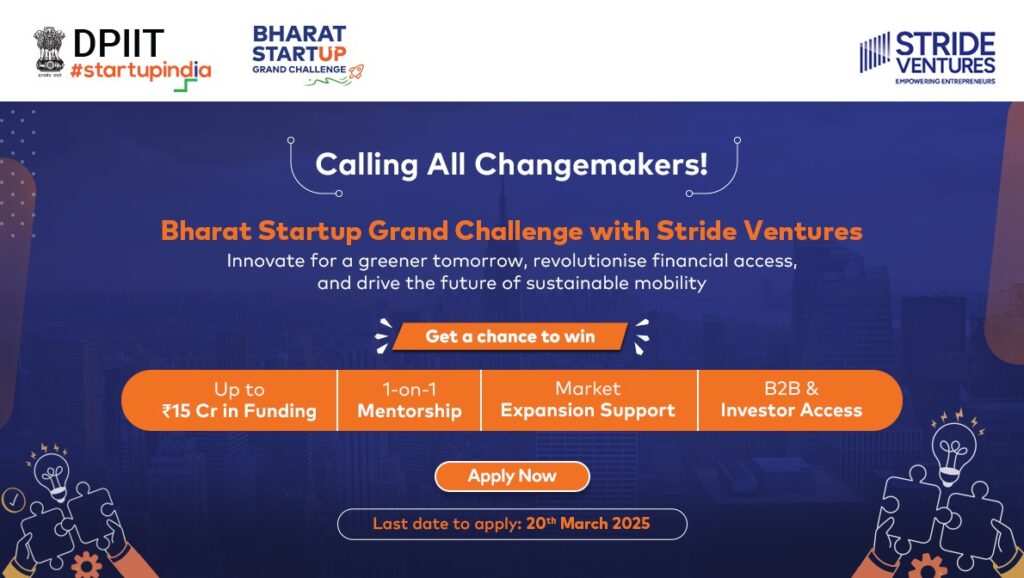 DPIIT
#startupindia
BHARAT
STARTUP
GRAND CHALLENGE
STRIDE
VENTURES
EMPOWERING ENTREPRENEURS
Calling All Changemakers!
Bharat Startup Grand Challenge with Stride Ventures
Innovate for a greener tomorrow, revolutionise financial access,
and drive the future of sustainable mobility
Get a chance to win
Up to
₹15 Cr in Funding
1-on-1
Mentorship
Market
Expansion Support
B2B &
Investor Access
Apply Now
Last date to apply: 20th March 2025